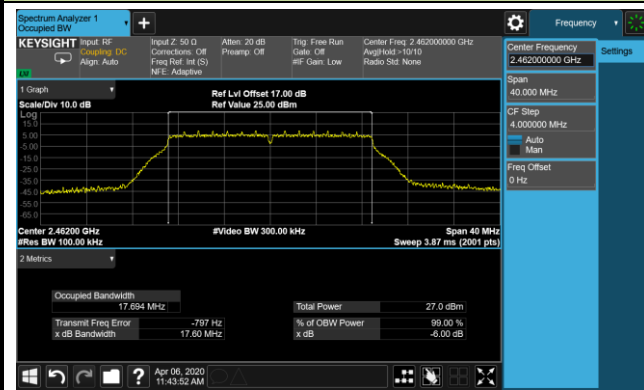 Spectrum Analyzer 1
Occupied BW
Frequency
KEYSIGHT
Input: RF
Coupling: DC
Align: Auto
Input Z: 50 Ω
Corrections: Off
Freq Ref: Int (S)
NFE: Adaptive
Atten: 20 dB
Preamp: Off
Trig: Free Run
Gate: Off
#IF Gain: Low
Center Freq: 2.462000000 GHz
Avg|Hold:>10/10
Radio Std: None
Center Frequency
2.462000000 GHz
Settings
Span
40.000 MHz
CF Step
4.000000 MHz
Auto
Man
Freq Offset
0 Hz
1 Graph
Scale/Div 10.0 dB
Ref Lvl Offset 17.00 dB
Ref Value 25.00 dBm
Log
15.0
5.00
-5.00
-15.0
-25.0
-35.0
-45.0
-55.0
-65.0
Center 2.46200 GHz
#Res BW 100.00 kHz
#Video BW 300.00 kHz
Span 40 MHz
Sweep 3.87 ms (2001 pts)
2 Metrics
Occupied Bandwidth
17.694 MHz
Total Power 27.0 dBm
Transmit Freq Error -797 Hz
% of OBW Power 99.00 %
x dB Bandwidth 17.60 MHz
x dB -6.00 dB
Apr 06, 2020
11:43:52 AM